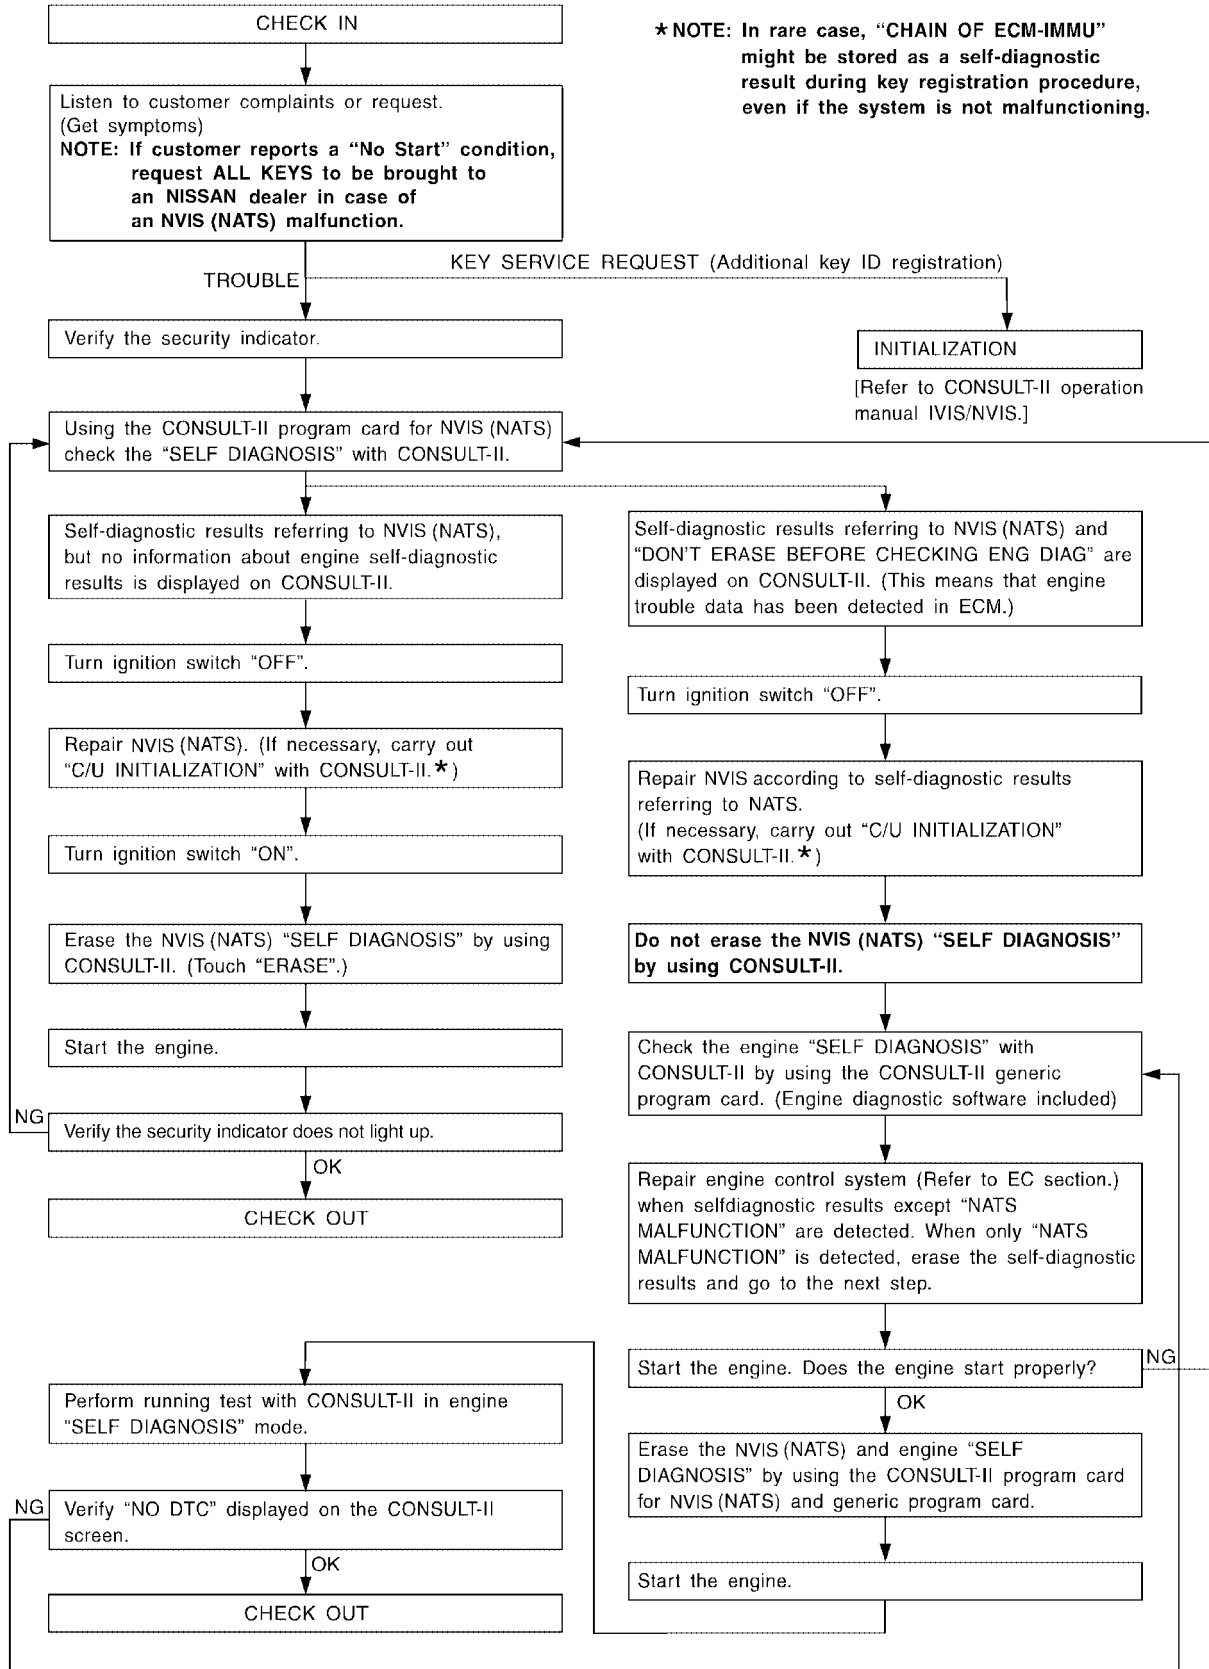 CHECK IN
★NOTE: In rare case, “CHAIN OF ECM-IMMU”
might be stored as a self-diagnostic
result during key registration procedure,
even if the system is not malfunctioning.
Listen to customer complaints or request.
(Get symptoms)
NOTE: If customer reports a “No Start” condition,
request ALL KEYS to be brought to
an NISSAN dealer in case of
an NVIS (NATS) malfunction.
KEY SERVICE REQUEST (Additional key ID registration)
TROUBLE
Verify the security indicator.
INITIALIZATION
[Refer to CONSULT-II operation
manual IVIS/NVIS.]
Using the CONSULT-II program card for NVIS (NATS)
check the “SELF DIAGNOSIS” with CONSULT-II.
Self-diagnostic results referring to NVIS (NATS),
but no information about engine self-diagnostic
results is displayed on CONSULT-II.
Turn ignition switch “OFF”.
Repair NVIS (NATS). (If necessary, carry out
“C/U INITIALIZATION” with CONSULT-II.★)
Turn ignition switch “ON”.
Erase the NVIS (NATS) “SELF DIAGNOSIS” by using
CONSULT-II. (Touch “ERASE”.)
Start the engine.
NG
Verify the security indicator does not light up.
OK
CHECK OUT
Self-diagnostic results referring to NVIS (NATS) and
“DON’T ERASE BEFORE CHECKING ENG DIAG” are
displayed on CONSULT-II. (This means that engine
trouble data has been detected in ECM.)
Turn ignition switch “OFF”.
Repair NVIS according to self-diagnostic results
referring to NATS.
(If necessary, carry out “C/U INITIALIZATION”
with CONSULT-II.★)
Do not erase the NVIS (NATS) “SELF DIAGNOSIS”
by using CONSULT-II.
Check the engine “SELF DIAGNOSIS” with
CONSULT-II by using the CONSULT-II generic
program card. (Engine diagnostic software included)
Repair engine control system (Refer to EC section.)
when selfdiagnostic results except “NATS
MALFUNCTION” are detected. When only “NATS
MALFUNCTION” is detected, erase the self-diagnostic
results and go to the next step.
Start the engine. Does the engine start properly?
NG
OK
Erase the NVIS (NATS) and engine “SELF
DIAGNOSIS” by using the CONSULT-II program card
for NVIS (NATS) and generic program card.
Start the engine.
Perform running test with CONSULT-II in engine
“SELF DIAGNOSIS” mode.
NG
Verify “NO DTC” displayed on the CONSULT-II
screen.
OK
CHECK OUT